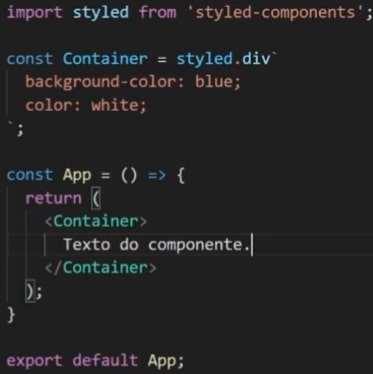 import styled from 'styled-components';
const Container = styled.div`
background-color: blue;
color: white;
`;
const App = () => {
return (
<Container>
Texto do componente.
</Container>
);
}
export default App;